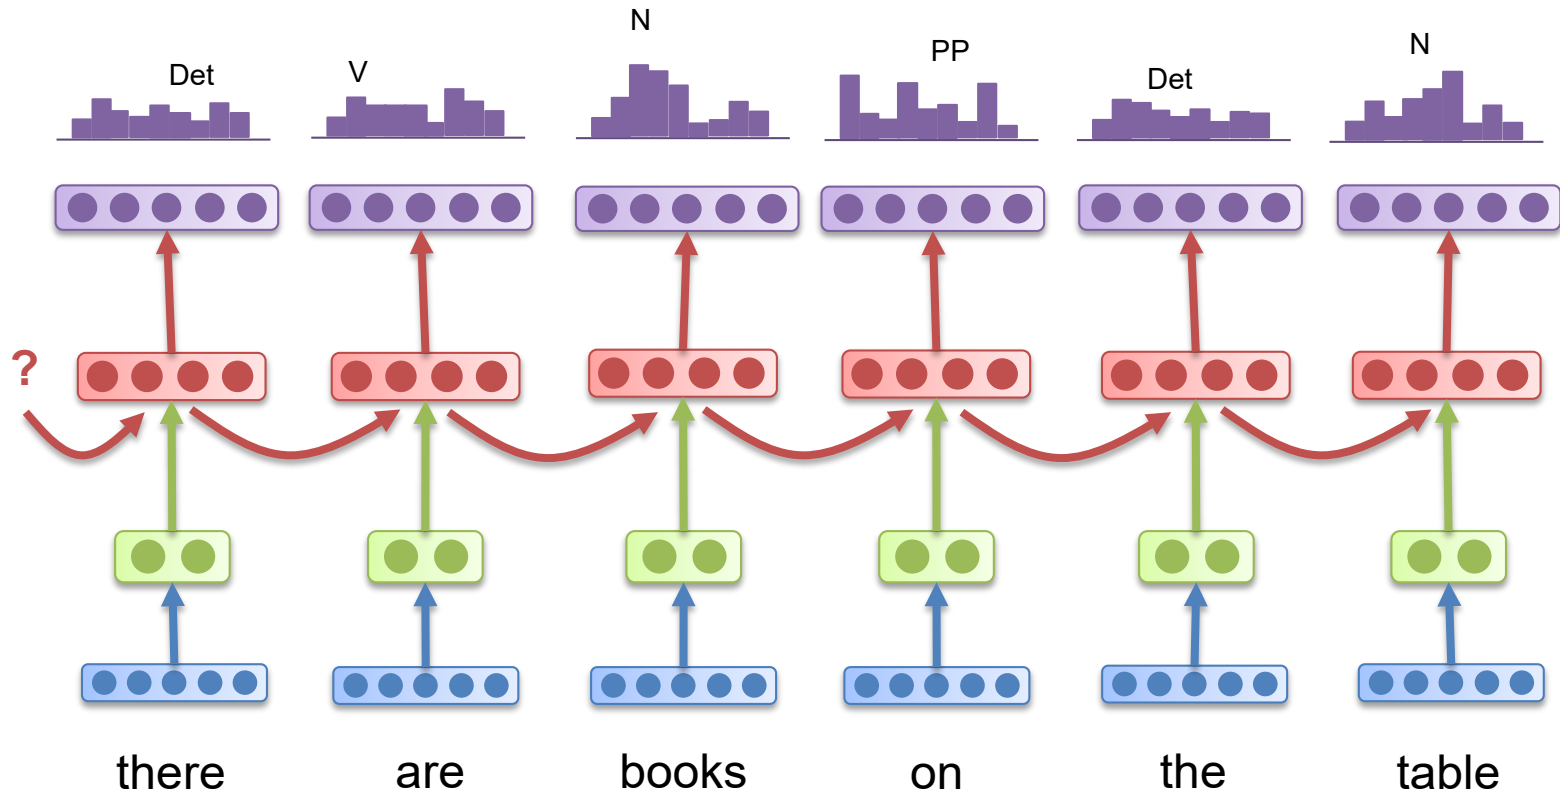 Det V N PP Det N
?
there are books on the table